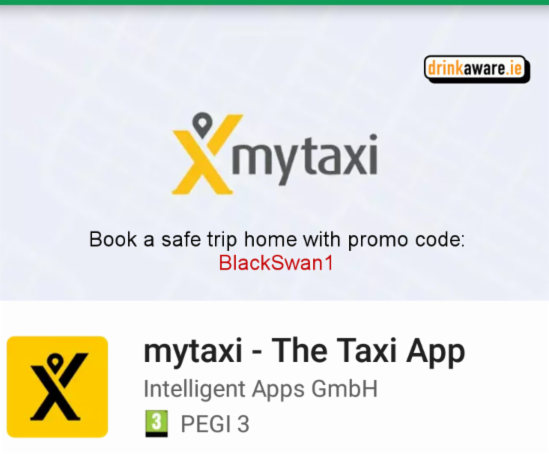 drinkaware.ie
mytaxi
Book a safe trip home with promo code:
BlackSwan1
mytaxi - The Taxi App
Intelligent Apps GmbH
3 PEGI 3